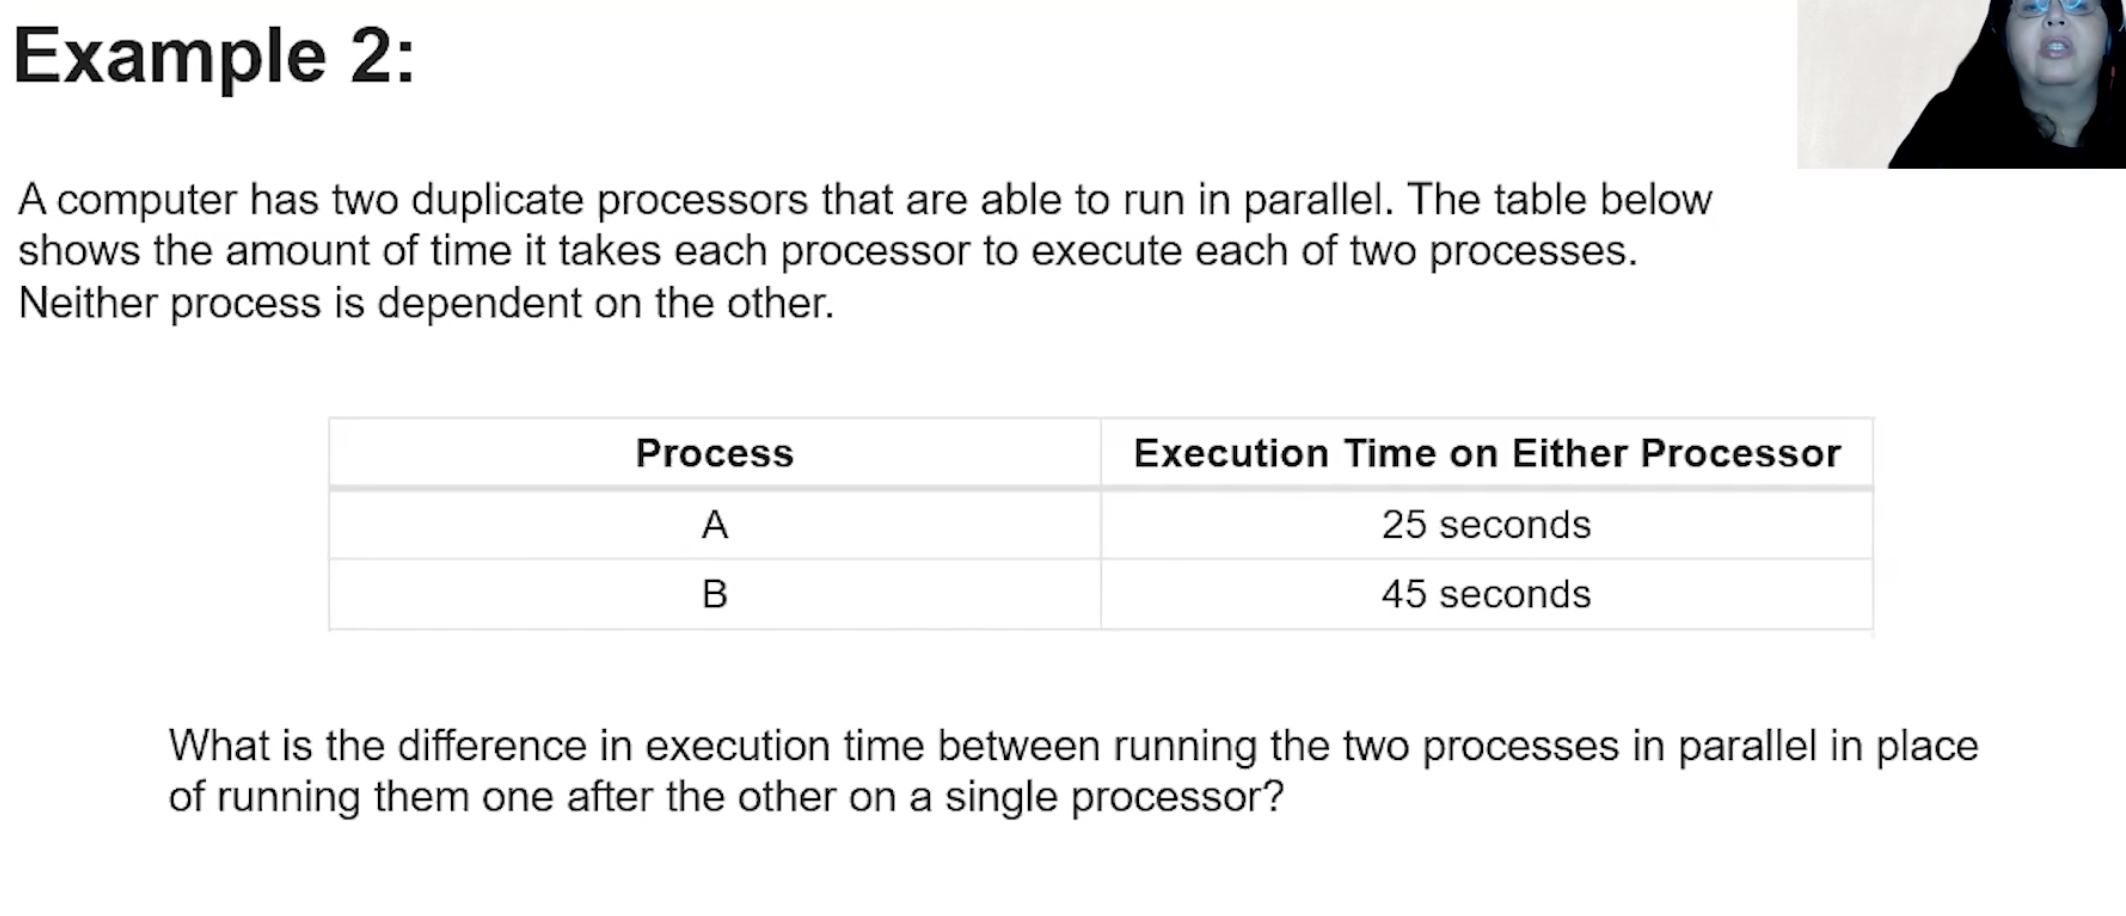 Example 2:
A computer has two duplicate processors that are able to run in parallel. The table below
shows the amount of time it takes each processor to execute each of two processes.
Neither process is dependent on the other.
Process Execution Time on Either Processor
A 25 seconds
B 45 seconds
What is the difference in execution time between running the two processes in parallel in place
of running them one after the other on a single processor?